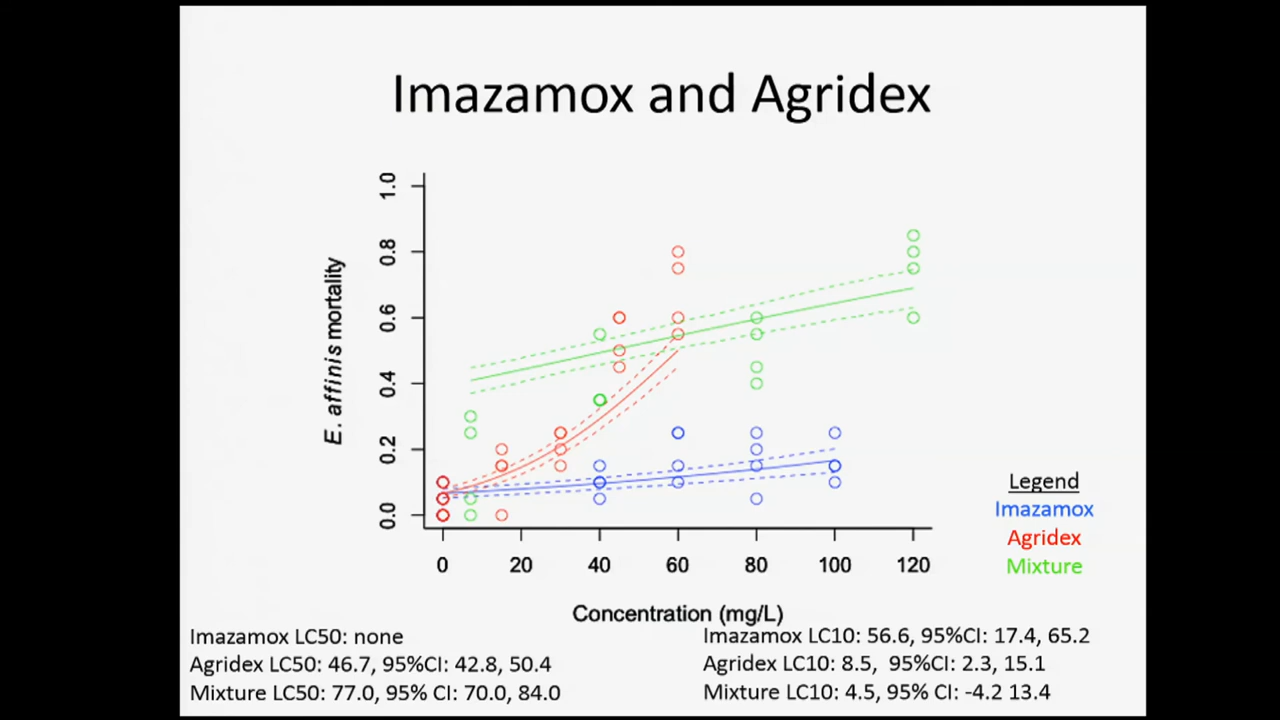 Imazamox and Agridex
E. affinis mortality
1.0
0.8
0.6
0.4
0.2
0.0
0 20 40 60 80 100 120
Concentration (mg/L)
Legend
Imazamox
Agridex
Mixture
Imazamox LC50: none
Agridex LC50: 46.7, 95%CI: 42.8, 50.4
Mixture LC50: 77.0, 95% CI: 70.0, 84.0
Imazamox LC10: 56.6, 95%CI: 17.4, 65.2
Agridex LC10: 8.5,  95%CI: 2.3, 15.1
Mixture LC10: 4.5, 95% CI: -4.2 13.4